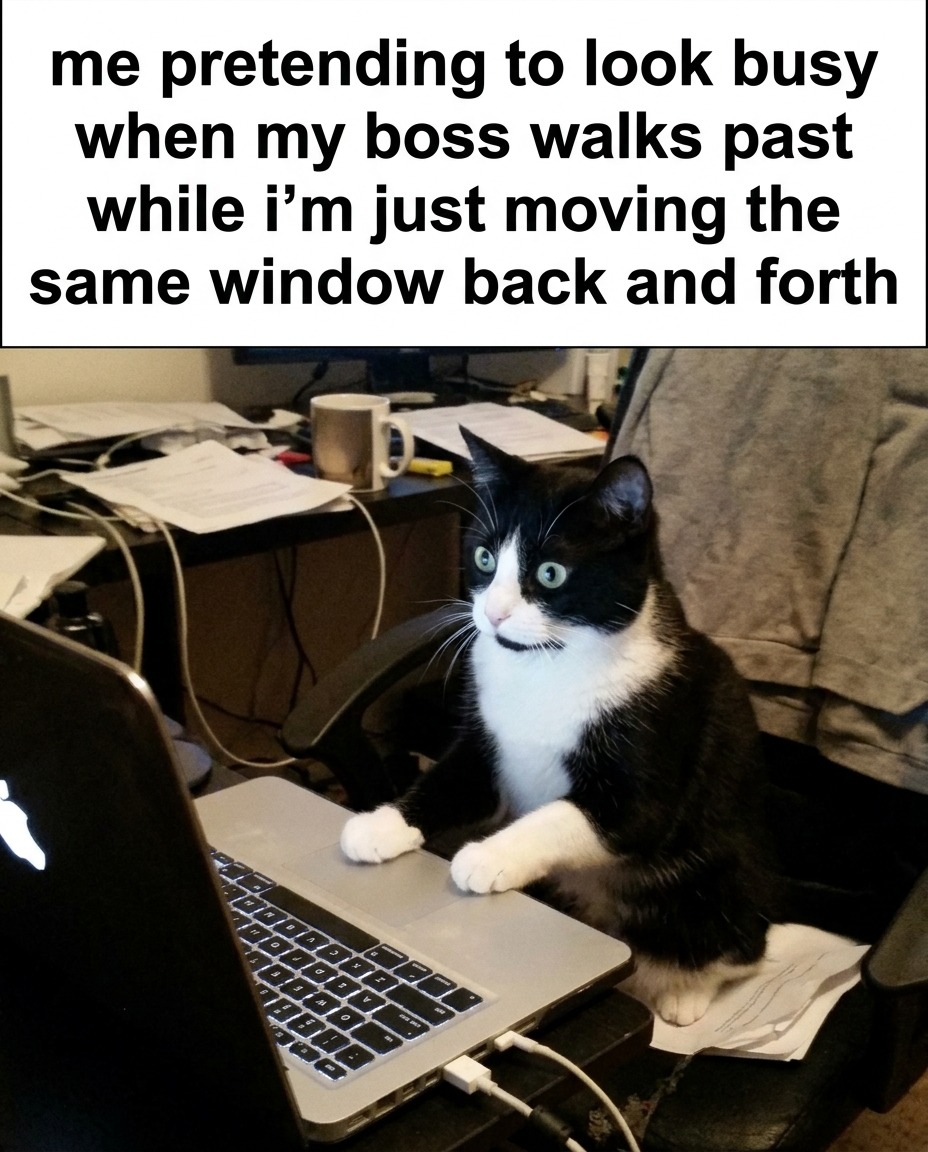 me pretending to look busy
when my boss walks past
while i’m just moving the
same window back and forth